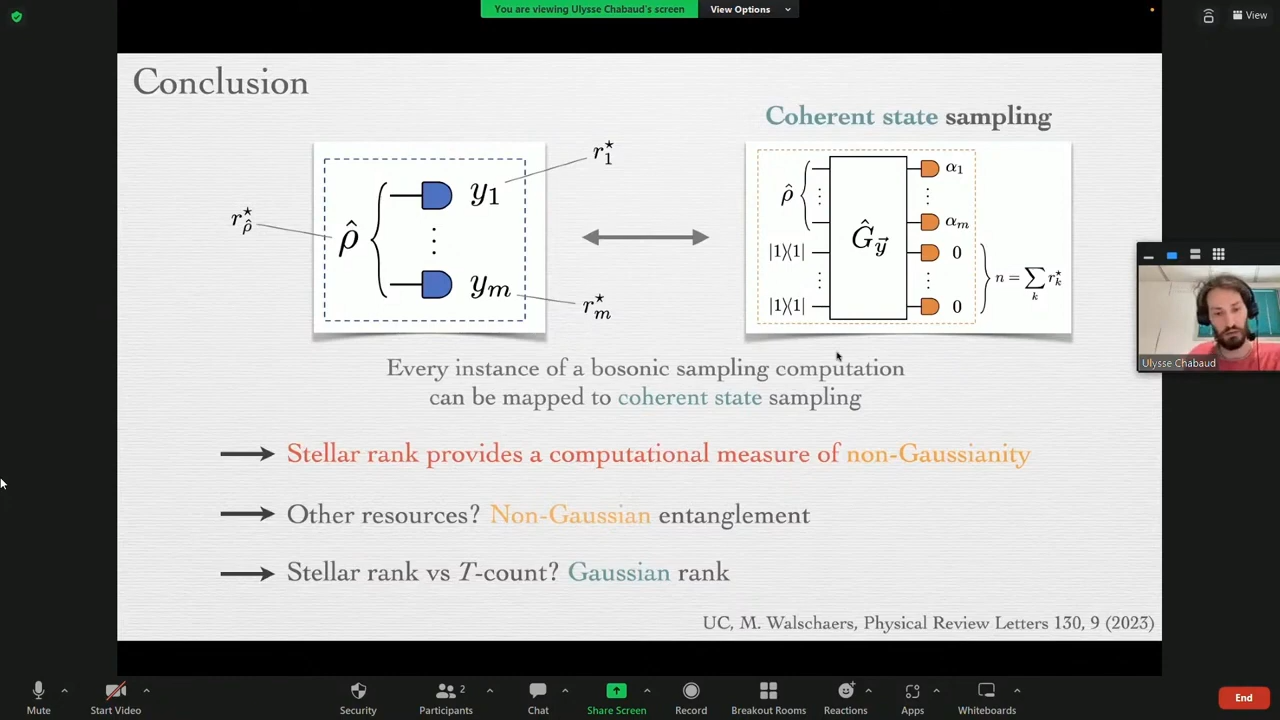 You are viewing Ulysse Chabaud's screen
View Options
View
Conclusion
Coherent state sampling
r₁*
r_ρ̂*
ρ̂
y₁
⋮
yₘ
rₘ*
ρ̂
|1⟩⟨1|
⋮
|1⟩⟨1|
Ĝ_y⃗
α₁
⋮
αₘ
0
⋮
0
n = ∑ₖ rₖ*
Every instance of a bosonic sampling computation
can be mapped to coherent state sampling
Stellar rank provides a computational measure of non-Gaussianity
Other resources? Non-Gaussian entanglement
Stellar rank vs T-count? Gaussian rank
UC, M. Walschaers, Physical Review Letters 130, 9 (2023)
Ulysse Chabaud
Mute
Start Video
Security
Participants
2
Chat
Share Screen
Record
Breakout Rooms
Reactions
Apps
Whiteboards
End